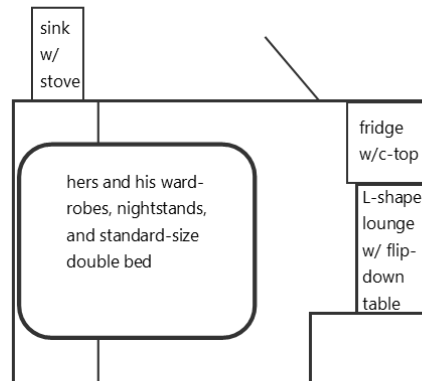 sink
w/
stove
fridge
w/c-top
hers and his ward-
robes, nightstands,
and standard-size
double bed
L-shape
lounge
w/ flip-
down
table